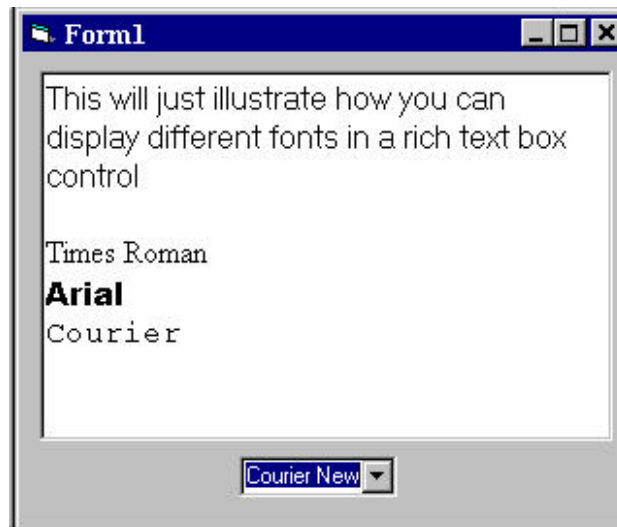 Form1
This will just illustrate how you can
display different fonts in a rich text box
control
Times Roman
Arial
Courier
Courier New